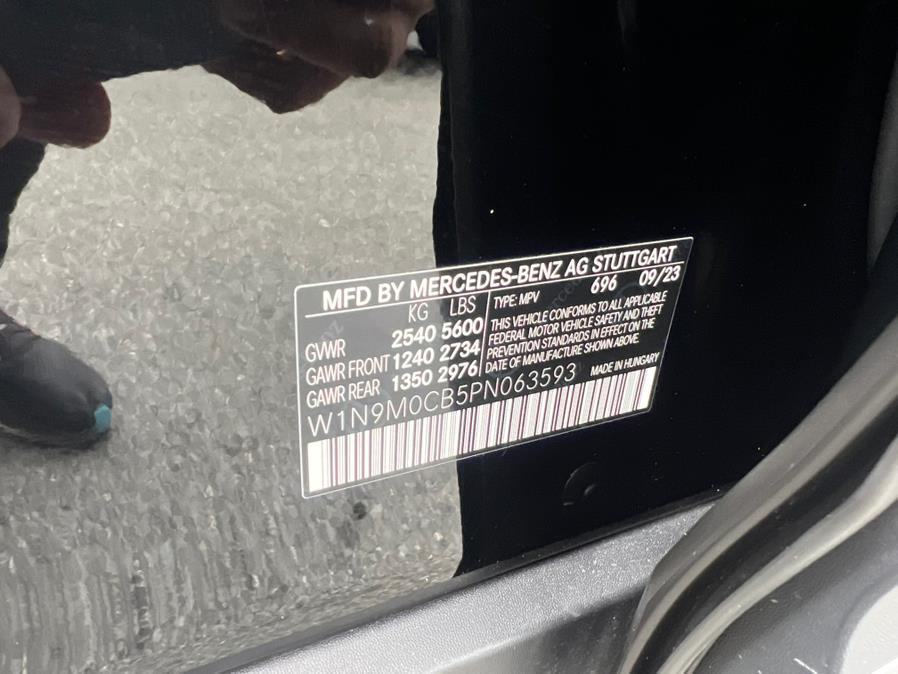 MFD BY MERCEDES-BENZ AG STUTTGART
KG LBS
GVWR 2540 5600
GAWR FRONT 1240 2734
GAWR REAR 1350 2976
TYPE: MPV 696 09/23
THIS VEHICLE CONFORMS TO ALL APPLICABLE
FEDERAL MOTOR VEHICLE SAFETY AND THEFT
PREVENTION STANDARDS IN EFFECT ON THE
DATE OF MANUFACTURE SHOWN ABOVE.
MADE IN HUNGARY
W1N9M0CB5PN063593